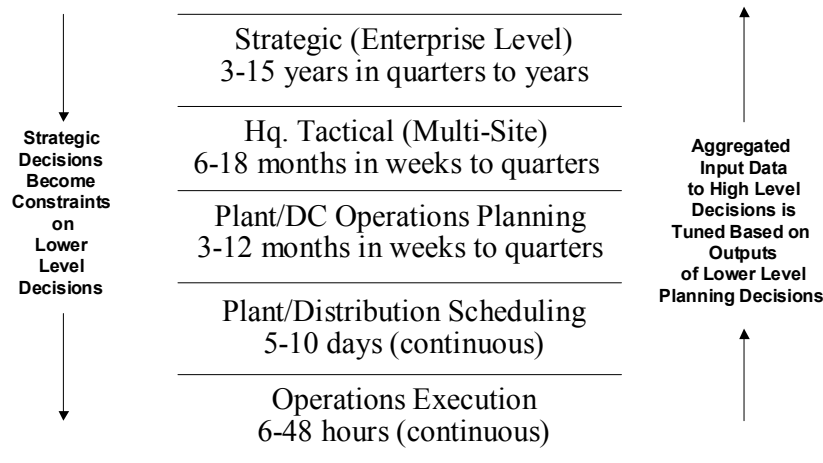 Strategic (Enterprise Level)
3-15 years in quarters to years
Hq. Tactical (Multi-Site)
6-18 months in weeks to quarters
Plant/DC Operations Planning
3-12 months in weeks to quarters
Plant/Distribution Scheduling
5-10 days (continuous)
Operations Execution
6-48 hours (continuous)
Strategic
Decisions
Become
Constraints
on
Lower
Level
Decisions
Aggregated
Input Data
to High Level
Decisions is
Tuned Based on
Outputs
of Lower Level
Planning Decisions